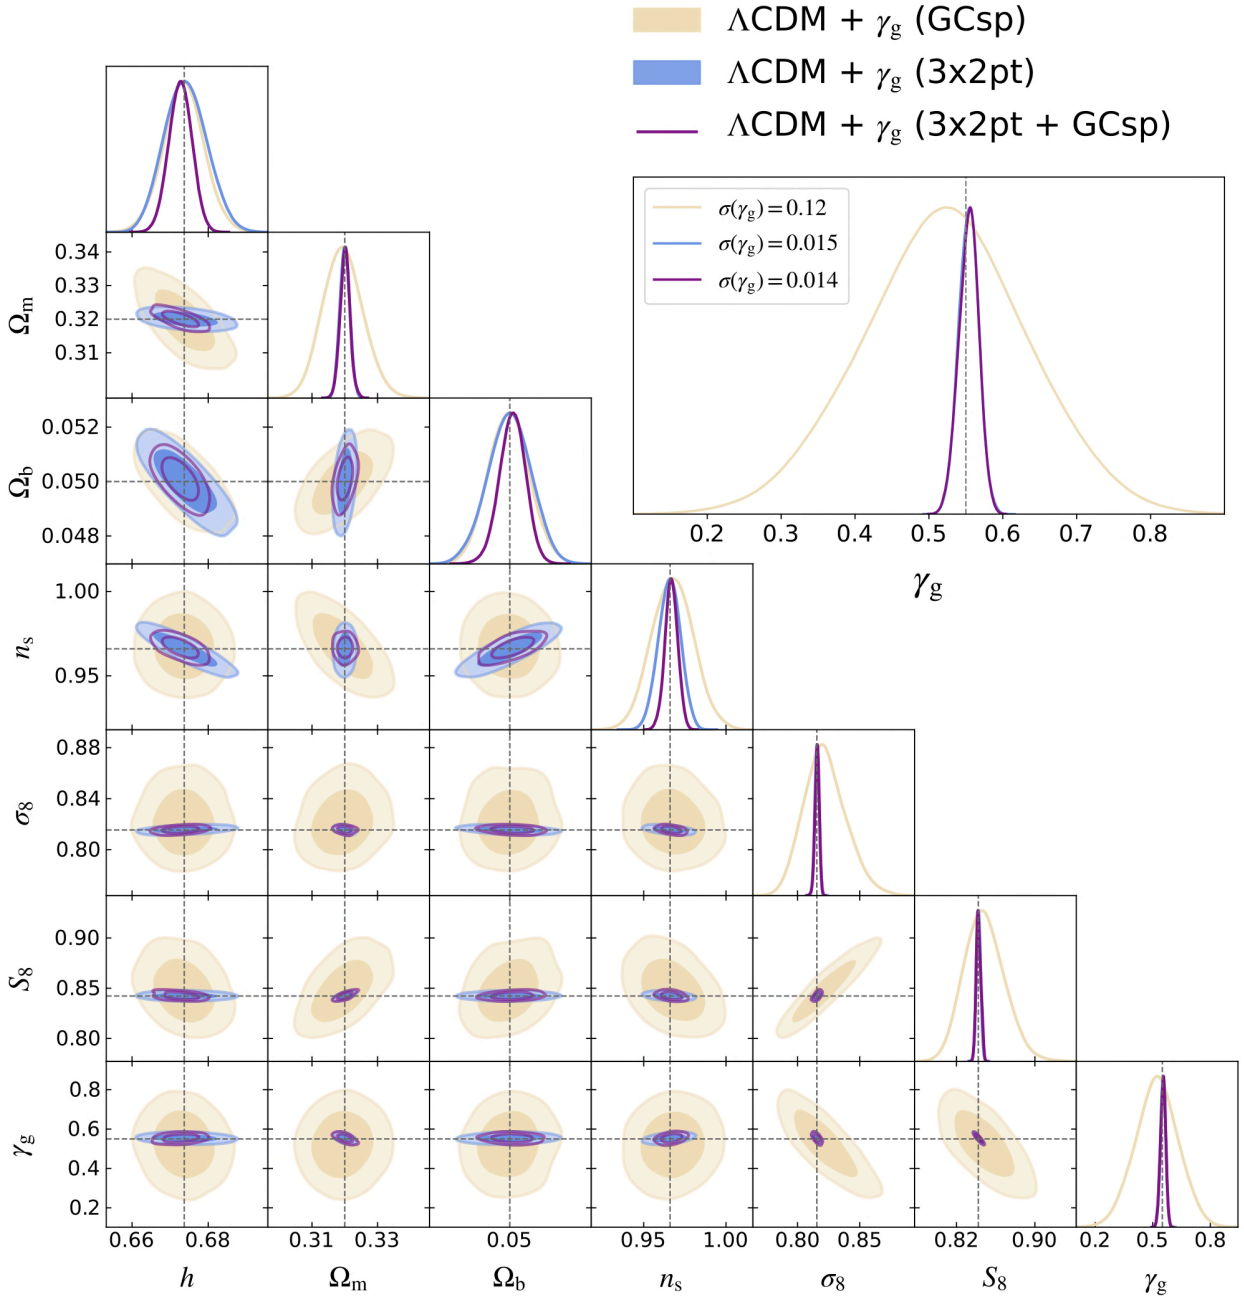 ΛCDM + γg (GCsp)
ΛCDM + γg (3x2pt)
ΛCDM + γg (3x2pt + GCsp)
σ(γg) = 0.12
σ(γg) = 0.015
σ(γg) = 0.014
0.2 0.3 0.4 0.5 0.6 0.7 0.8
γg
0.34
0.33
0.32
0.31
Ωm
0.052
0.050
0.048
Ωb
1.00
0.95
ns
0.88
0.84
0.80
σ8
0.90
0.85
0.80
S8
0.8
0.6
0.4
0.2
γg
0.66 0.68 0.31 0.33 0.05 0.95 1.00 0.80 0.85 0.82 0.90 0.2 0.5 0.8
h Ωm Ωb ns σ8 S8 γg